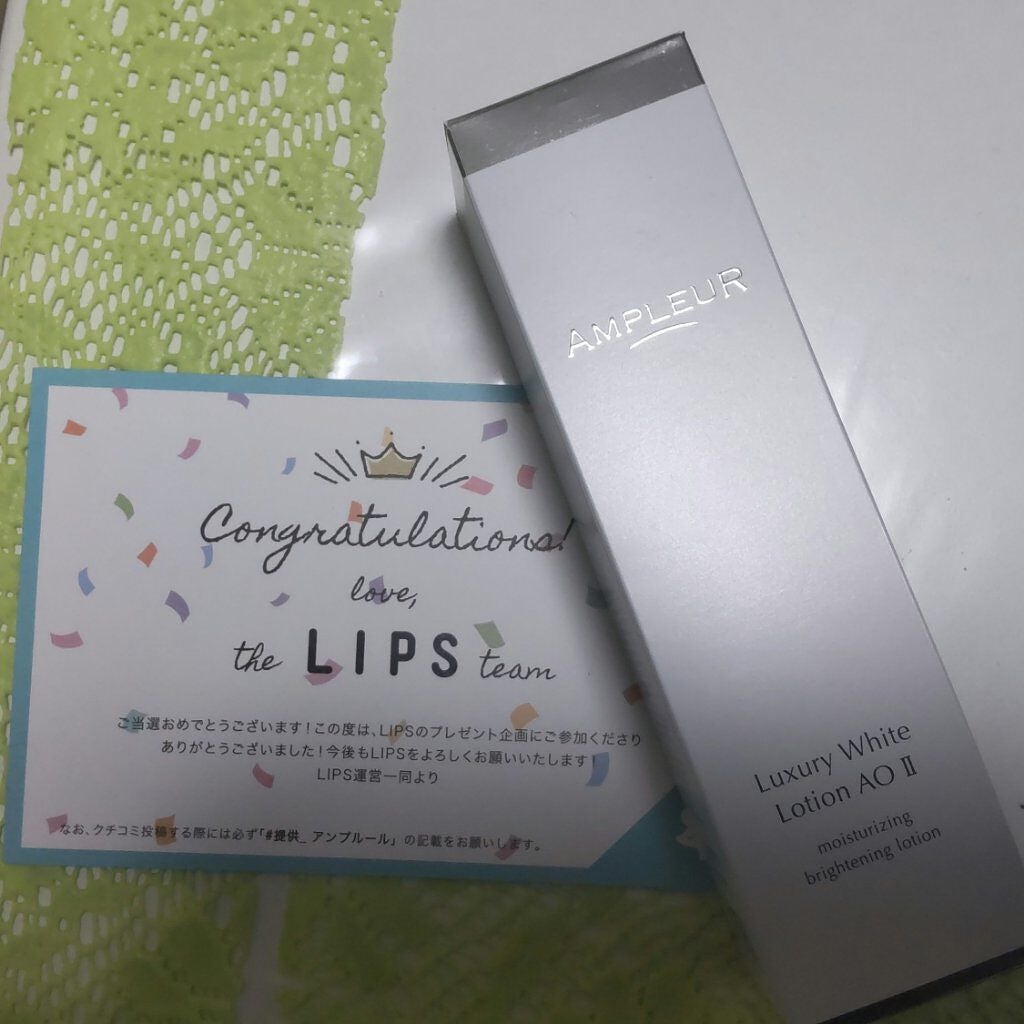 AMPLEUR
Congratulations!
love,
the LIPS team
ご当選おめでとうございます！この度は、LIPSのプレゼント企画にご参加くださり
ありがとうございました！今後もLIPSをよろしくお願いいたします！
LIPS運営一同より
なお、クチコミ投稿する際には必ず「#提供_ アンプルール」の記載をお願いします。
Luxury White
Lotion AO II
moisturizing
brightening lotion